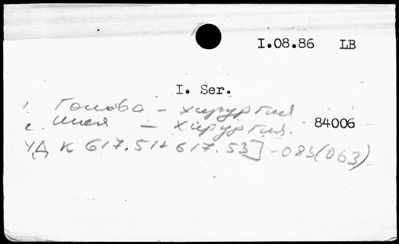 I.08.86 LB
I. Ser.
1. Голова – хирургия
2. шея – хирургия.
84006
УДК 617.51+617.53]-083(063)